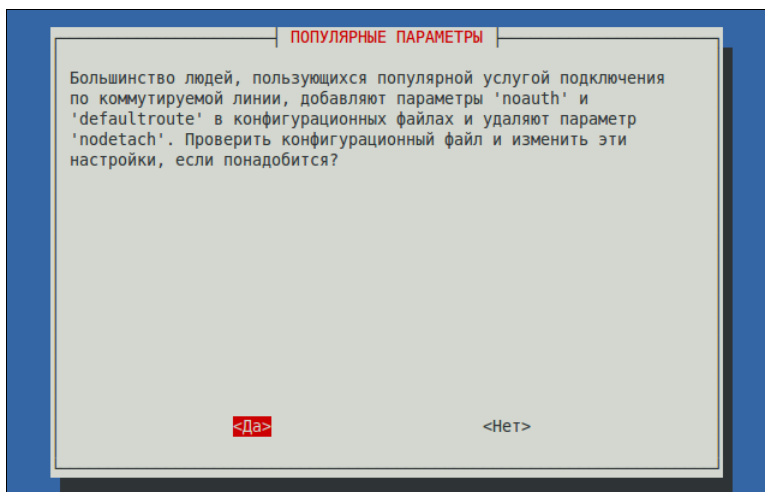 ПОПУЛЯРНЫЕ ПАРАМЕТРЫ
Большинство людей, пользующихся популярной услугой подключения
по коммутируемой линии, добавляют параметры 'noauth' и
'defaultroute' в конфигурационных файлах и удаляют параметр
'nodetach'. Проверить конфигурационный файл и изменить эти
настройки, если понадобится?
<Да> <Нет>